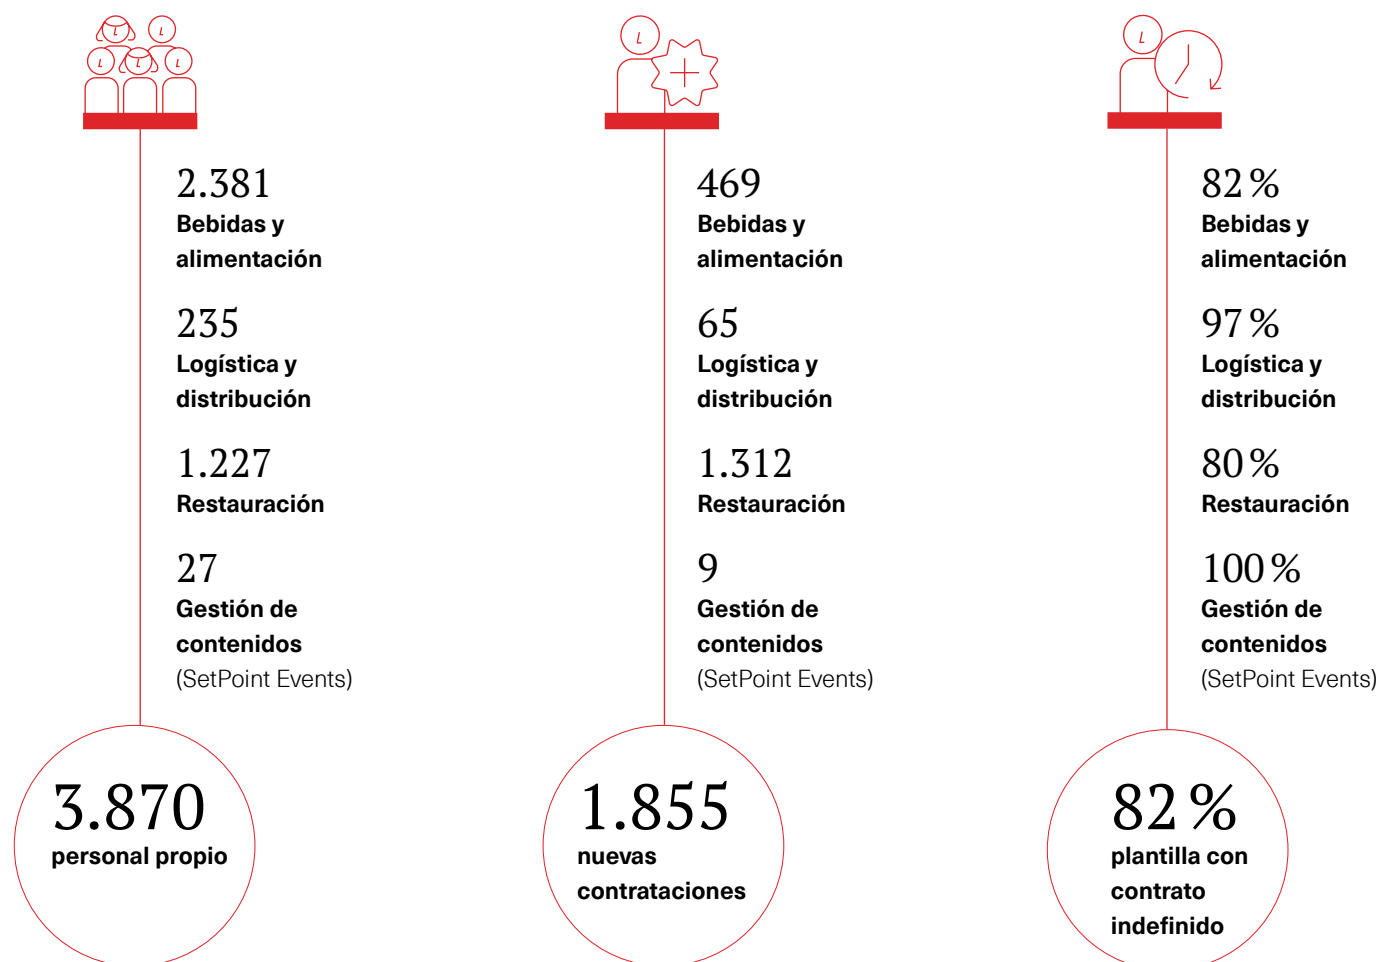 L
L
L
L
L
2.381
Bebidas y
alimentación
235
Logística y
distribución
1.227
Restauración
27
Gestión de
contenidos
(SetPoint Events)
3.870
personal propio
L
469
Bebidas y
alimentación
65
Logística y
distribución
1.312
Restauración
9
Gestión de
contenidos
(SetPoint Events)
1.855
nuevas
contrataciones
L
82 %
Bebidas y
alimentación
97 %
Logística y
distribución
80 %
Restauración
100 %
Gestión de
contenidos
(SetPoint Events)
82 %
plantilla con
contrato
indefinido